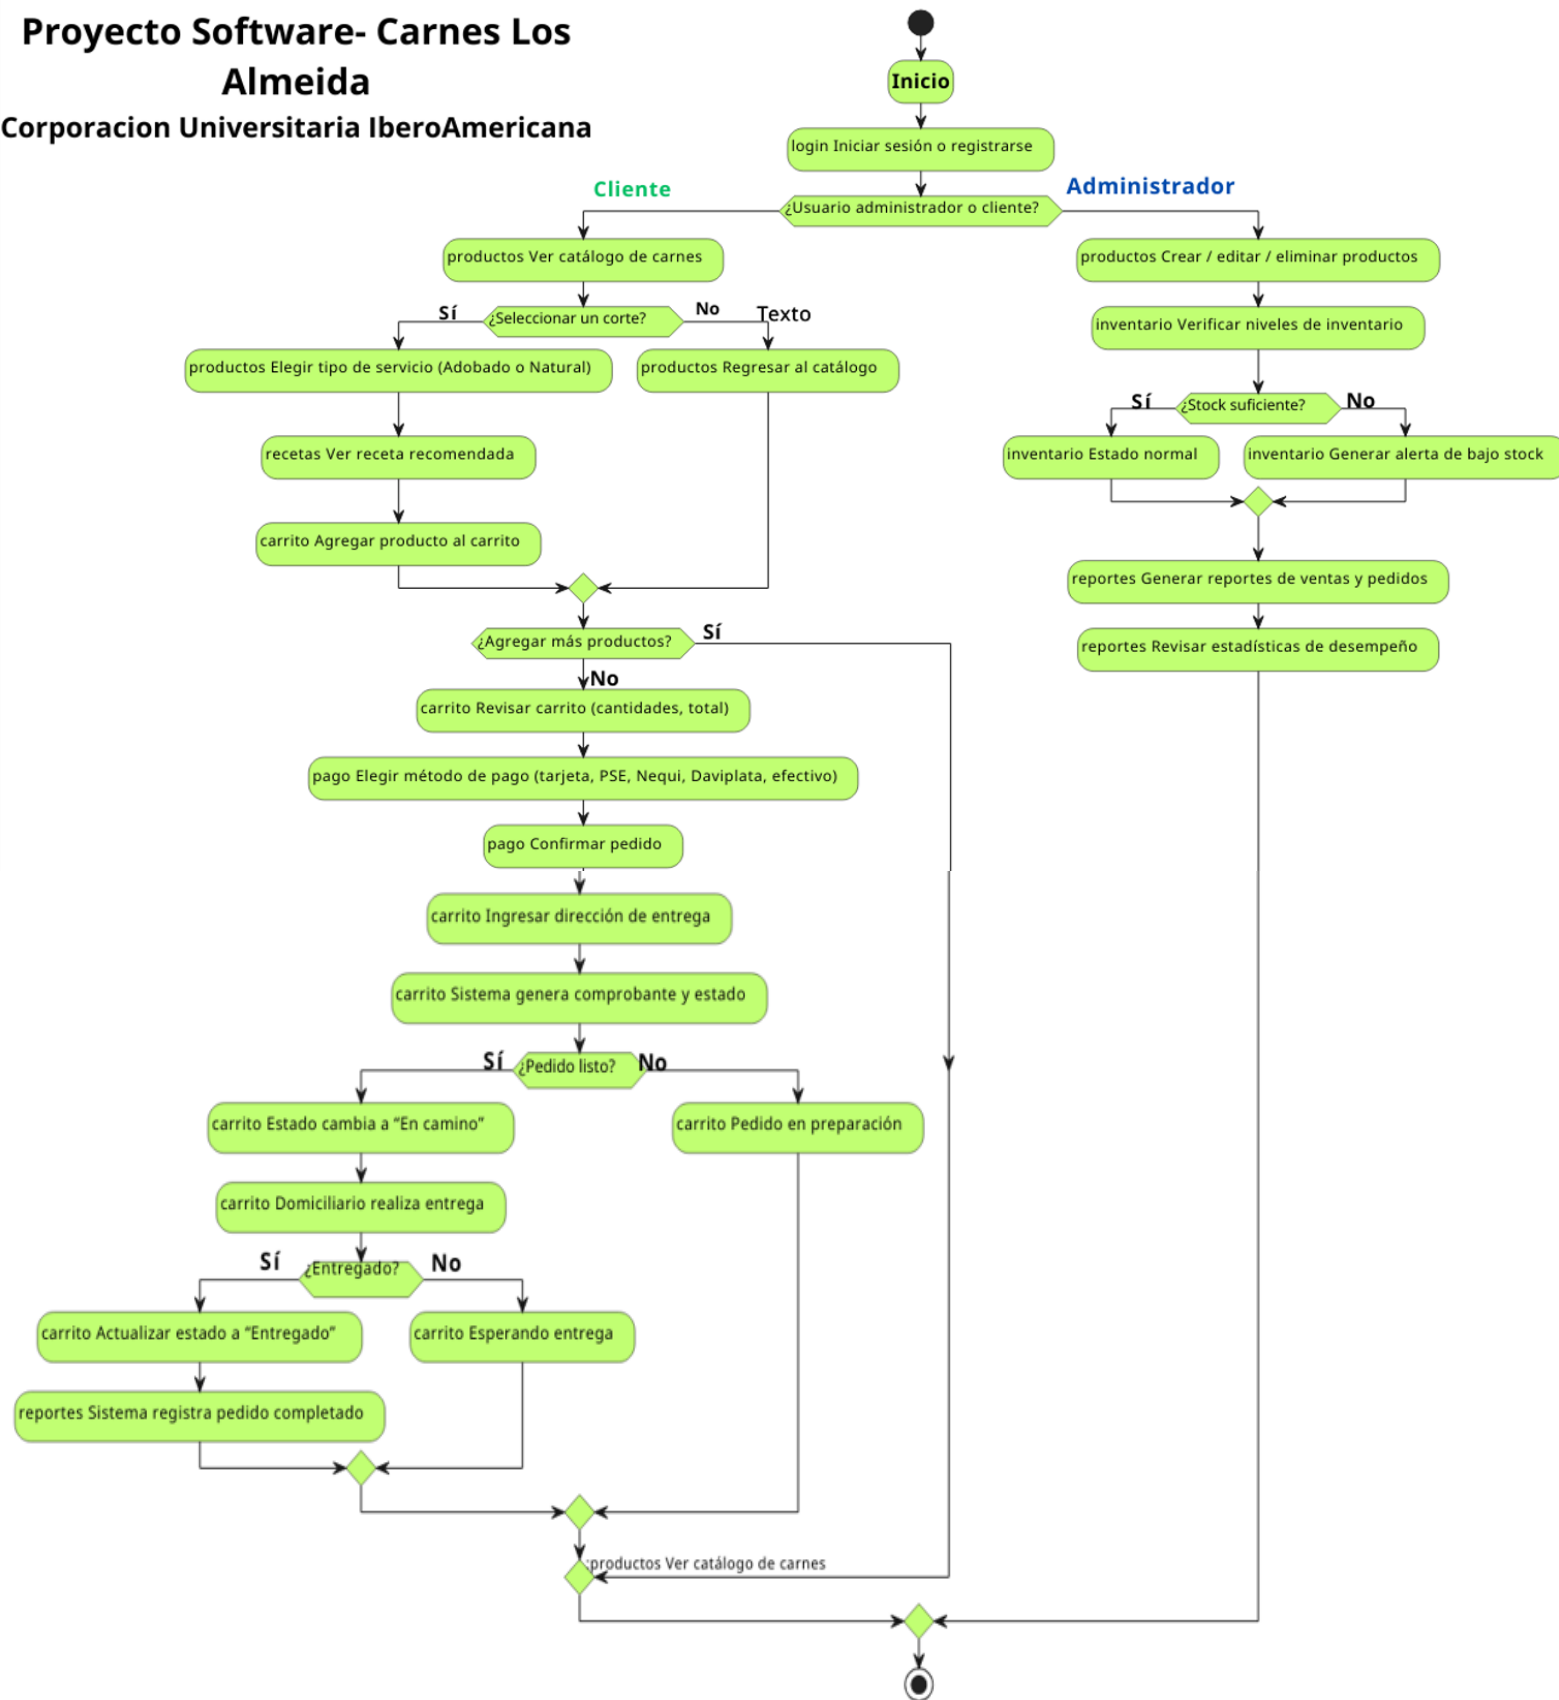 Proyecto Software- Carnes Los
Almeida
Corporacion Universitaria IberoAmericana
Inicio
login Iniciar sesión o registrarse
Cliente
Administrador
¿Usuario administrador o cliente?
productos Ver catálogo de carnes
productos Crear / editar / eliminar productos
Sí
¿Seleccionar un corte?
No
Texto
inventario Verificar niveles de inventario
productos Elegir tipo de servicio (Adobado o Natural)
productos Regresar al catálogo
Sí
¿Stock suficiente?
No
recetas Ver receta recomendada
inventario Estado normal
inventario Generar alerta de bajo stock
carrito Agregar producto al carrito
reportes Generar reportes de ventas y pedidos
¿Agregar más productos?
Sí
reportes Revisar estadísticas de desempeño
No
carrito Revisar carrito (cantidades, total)
pago Elegir método de pago (tarjeta, PSE, Nequi, Daviplata, efectivo)
pago Confirmar pedido
carrito Ingresar dirección de entrega
carrito Sistema genera comprobante y estado
Sí
¿Pedido listo?
No
carrito Estado cambia a “En camino”
carrito Pedido en preparación
carrito Domiciliario realiza entrega
Sí
¿Entregado?
No
carrito Actualizar estado a “Entregado”
carrito Esperando entrega
reportes Sistema registra pedido completado
:productos Ver catálogo de carnes